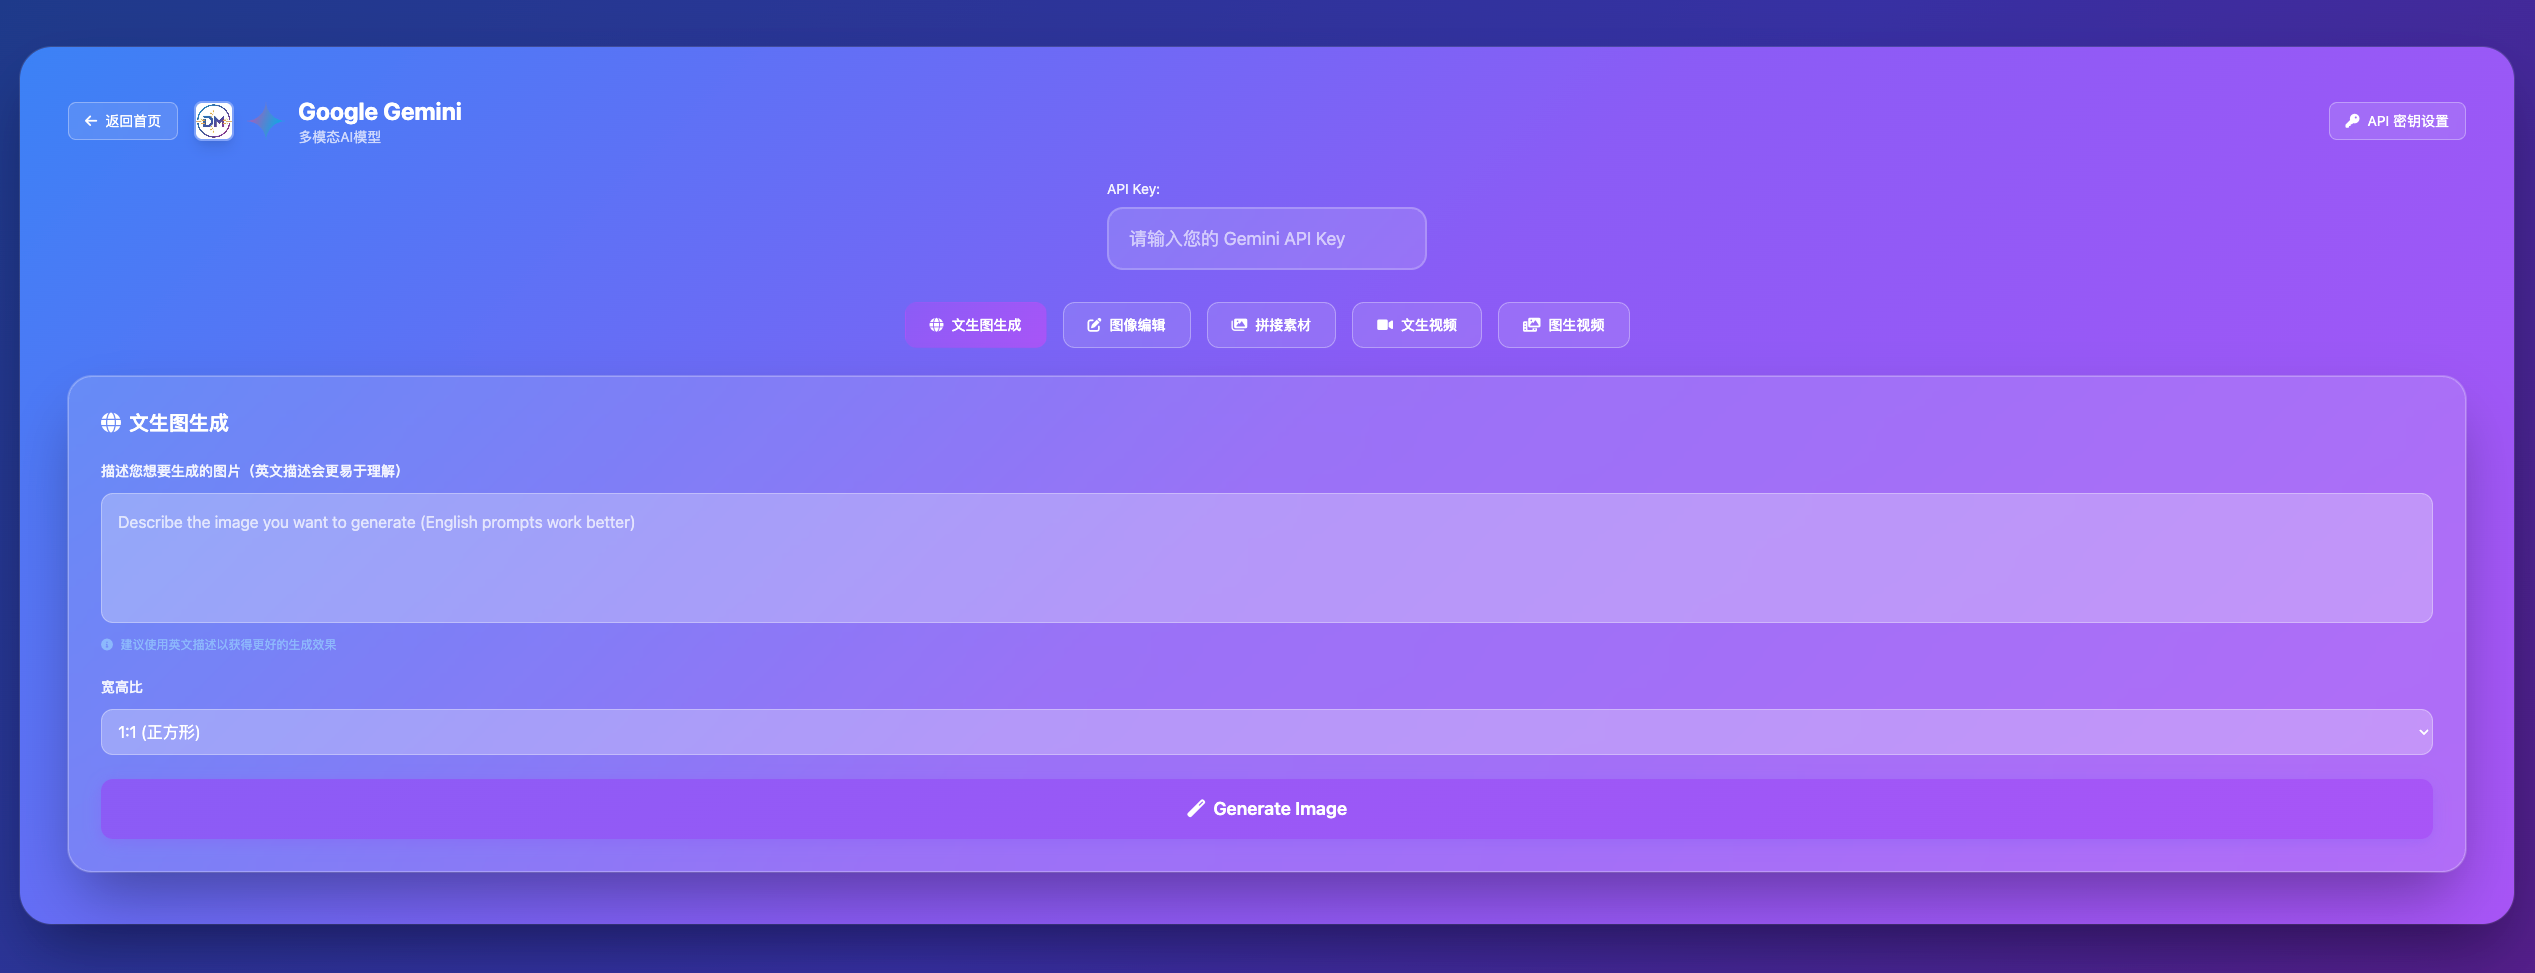 返回首页
DM
Google Gemini
多模态AI模型
API 密钥设置
API Key:
请输入您的 Gemini API Key
文生图生成
图像编辑
拼接素材
文生视频
图生视频
文生图生成
描述您想要生成的图片（英文描述会更易于理解）
Describe the image you want to generate (English prompts work better)
建议使用英文描述以获得更好的生成效果
宽高比
1:1 (正方形)
Generate Image